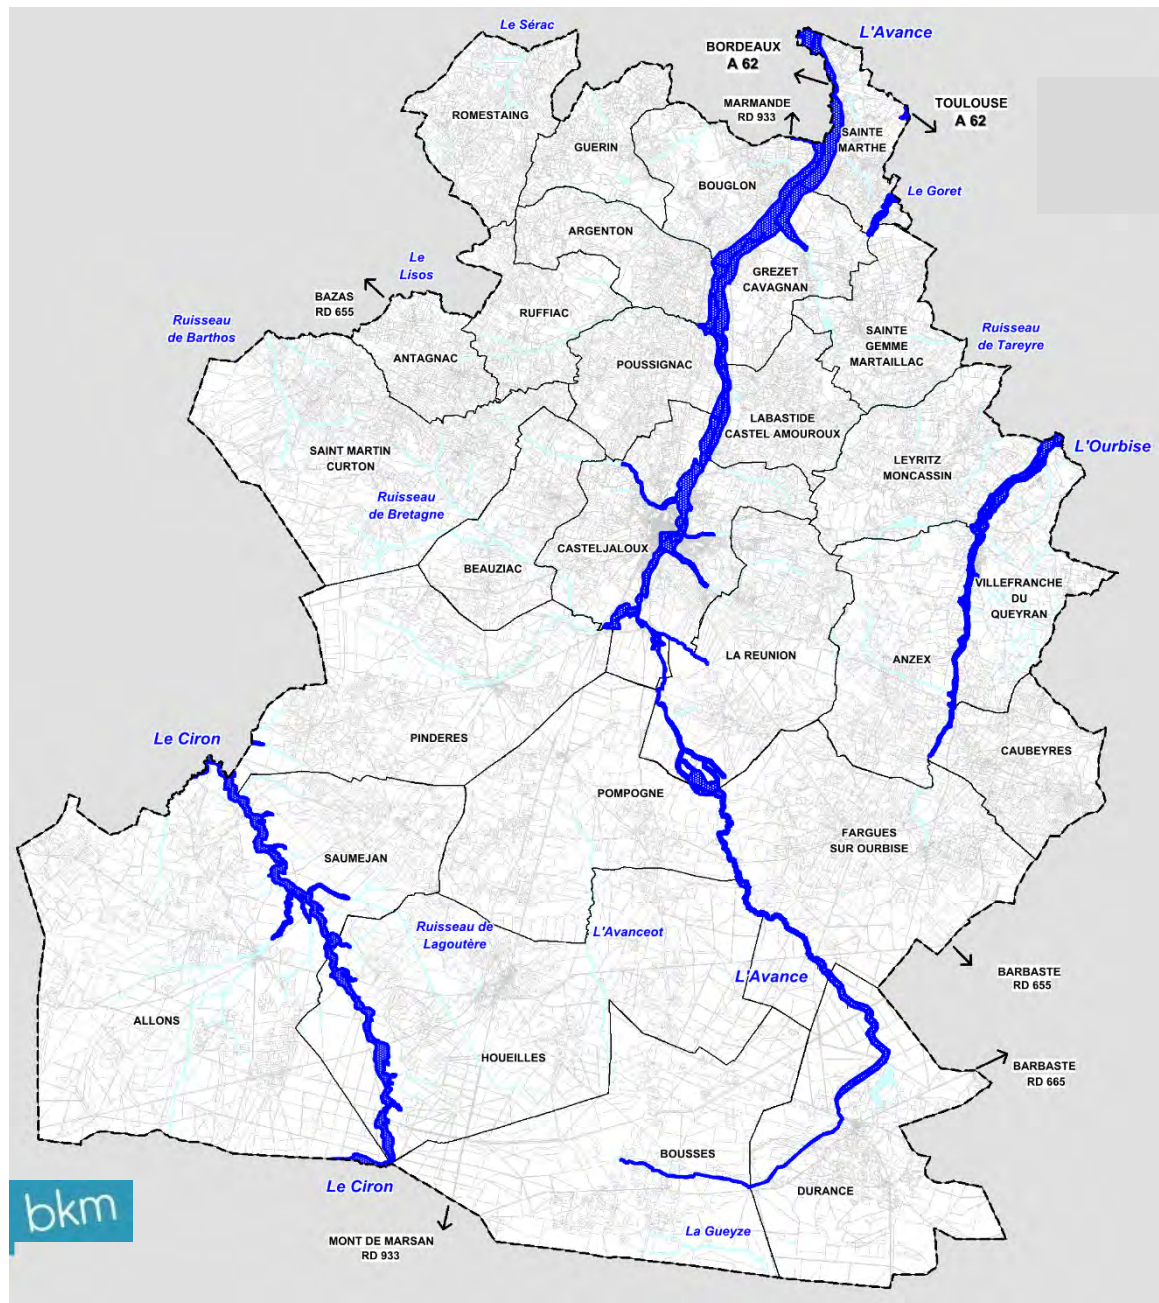 Le Sérac
L'Avance
BORDEAUX
A 62
MARMANDE
RD 933
TOULOUSE
A 62
ROMESTAING
SAINTE
MARTHE
GUERIN
BOUGLON
Le Goret
ARGENTON
Le
Lisos
GREZET
CAVAGNAN
BAZAS
RD 655
RUFFIAC
Ruisseau
de Barthos
SAINTE
GEMME
MARTAILLAC
Ruisseau
de Tareyre
ANTAGNAC
POUSSIGNAC
LABASTIDE
CASTEL AMOUROUX
L'Ourbise
SAINT MARTIN
CURTON
LEYRITZ
MONCASSIN
Ruisseau
de Bretagne
CASTELJALOUX
BEAUZIAC
VILLEFRANCHE
DU
QUEYRAN
LA REUNION
ANZEX
Le Ciron
PINDERES
CAUBEYRES
POMPOGNE
FARGUES
SUR OURBISE
SAUMEJAN
Ruisseau de
Lagoutère
L'Avanceot
L'Avance
BARBASTE
RD 655
ALLONS
HOUEILLES
BARBASTE
RD 665
BOUSSES
DURANCE
Le Ciron
bkm
La Gueyze
MONT DE MARSAN
RD 933